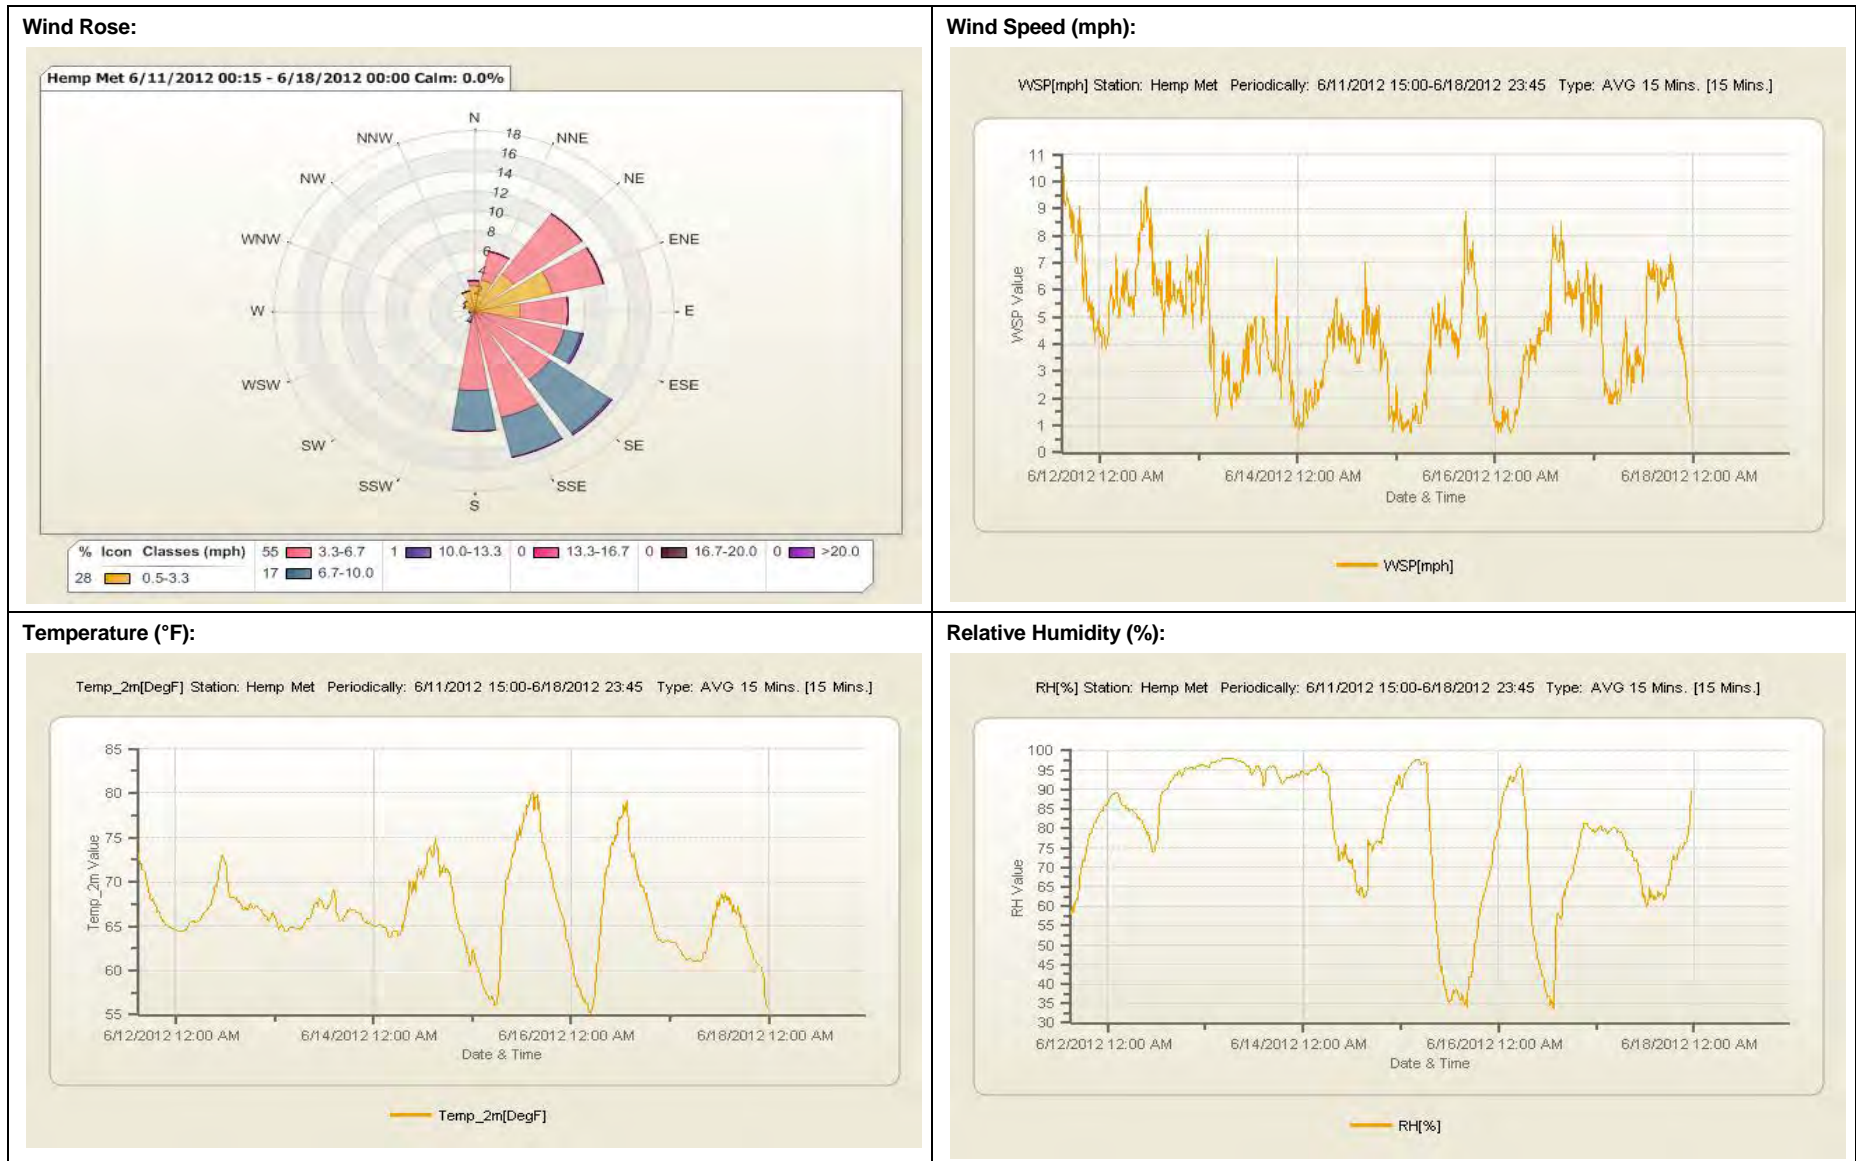 Wind Rose:
Hemp Met 6/11/2012 00:15 - 6/18/2012 00:00 Calm: 0.0%
N
NNW
NNE
NW
NE
WNW
ENE
W
E
WSW
ESE
SW
SE
SSW
SSE
S
18
16
14
12
10
8
6
4
2
% Icon Classes (mph)
28 0.5-3.3
55 3.3-6.7
17 6.7-10.0
1 10.0-13.3
0 13.3-16.7
0 16.7-20.0
0 >20.0
Wind Speed (mph):
WSP[mph] Station: Hemp Met Periodically: 6/11/2012 15:00-6/18/2012 23:45 Type: AVG 15 Mins. [15 Mins.]
WSP Value
11
10
9
8
7
6
5
4
3
2
1
0
6/12/2012 12:00 AM 6/14/2012 12:00 AM 6/16/2012 12:00 AM 6/18/2012 12:00 AM
Date & Time
WSP[mph]
Temperature (°F):
Temp_2m[DegF] Station: Hemp Met Periodically: 6/11/2012 15:00-6/18/2012 23:45 Type: AVG 15 Mins. [15 Mins.]
Temp_2m Value
85
80
75
70
65
60
55
6/12/2012 12:00 AM 6/14/2012 12:00 AM 6/16/2012 12:00 AM 6/18/2012 12:00 AM
Date & Time
Temp_2m[DegF]
Relative Humidity (%):
RH[%] Station: Hemp Met Periodically: 6/11/2012 15:00-6/18/2012 23:45 Type: AVG 15 Mins. [15 Mins.]
RH Value
100
95
90
85
80
75
70
65
60
55
50
45
40
35
30
6/12/2012 12:00 AM 6/14/2012 12:00 AM 6/16/2012 12:00 AM 6/18/2012 12:00 AM
Date & Time
RH[%]